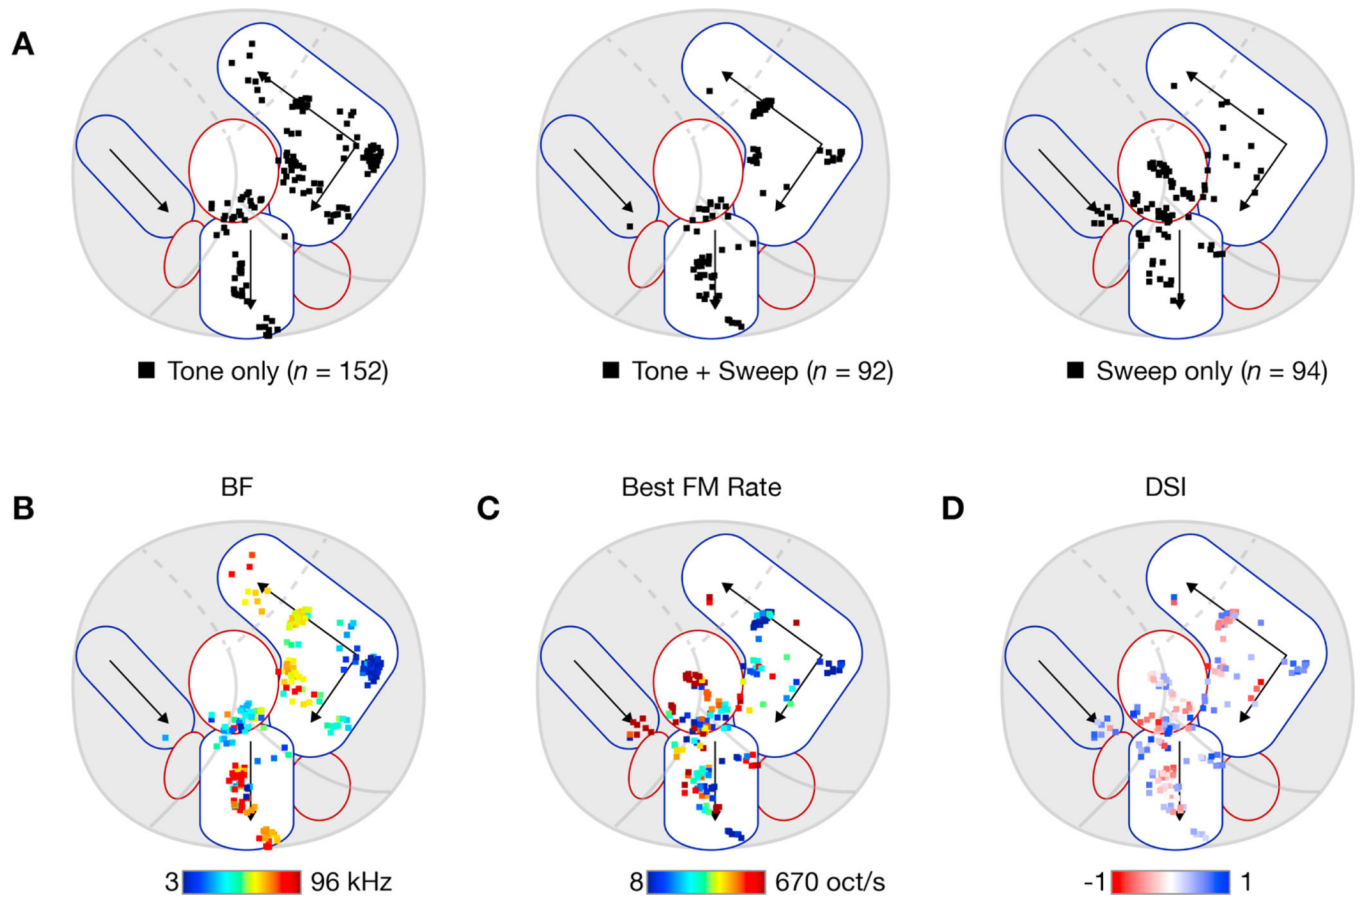 A
Tone only (n = 152)
Tone + Sweep (n = 92)
Sweep only (n = 94)
BF
Best FM Rate
DSI
B
C
D
3 96 kHz
8 670 oct/s
-1 1